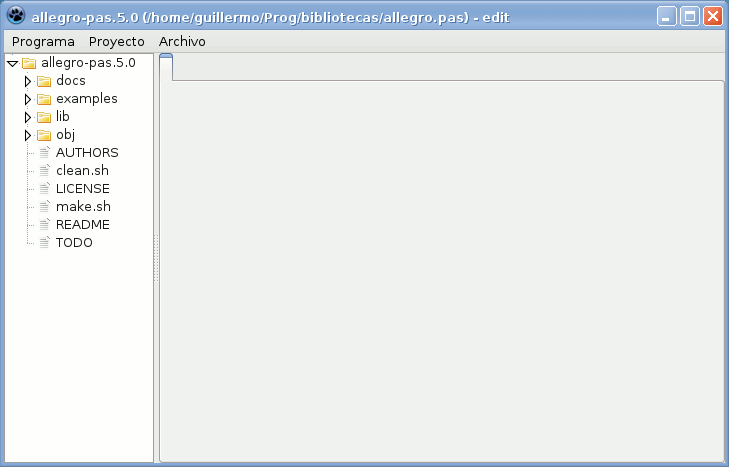 allegro-pas.5.0 (/home/guillermo/Prog/bibliotecas/allegro.pas) - edit
Programa Proyecto Archivo
allegro-pas.5.0
docs
examples
lib
obj
AUTHORS
clean.sh
LICENSE
make.sh
README
TODO